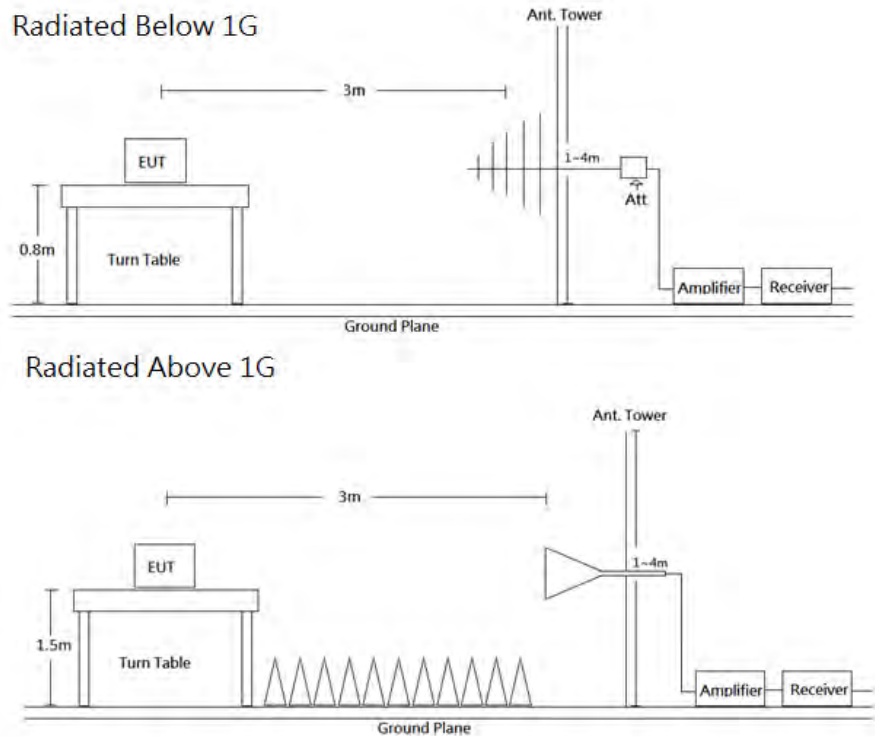 Radiated Below 1G
Ant. Tower
3m
EUT
1~4m
Att
0.8m
Turn Table
Amplifier
Receiver
Ground Plane
Radiated Above 1G
Ant. Tower
3m
EUT
1~4m
1.5m
Turn Table
Amplifier
Receiver
Ground Plane